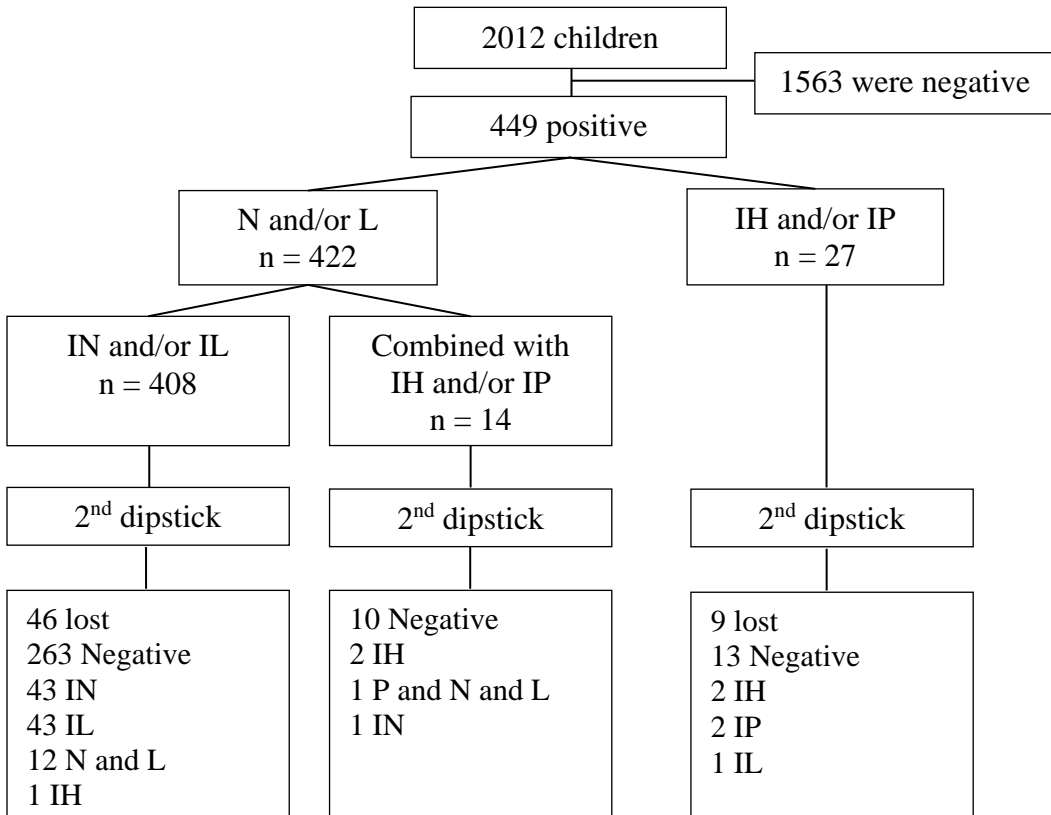 2012 children
1563 were negative
449 positive
N and/or L
n = 422
IH and/or IP
n = 27
IN and/or IL
n = 408
Combined with
IH and/or IP
n = 14
2nd dipstick
2nd dipstick
2nd dipstick
46 lost
263 Negative
43 IN
43 IL
12 N and L
1 IH
10 Negative
2 IH
1 P and N and L
1 IN
9 lost
13 Negative
2 IH
2 IP
1 IL